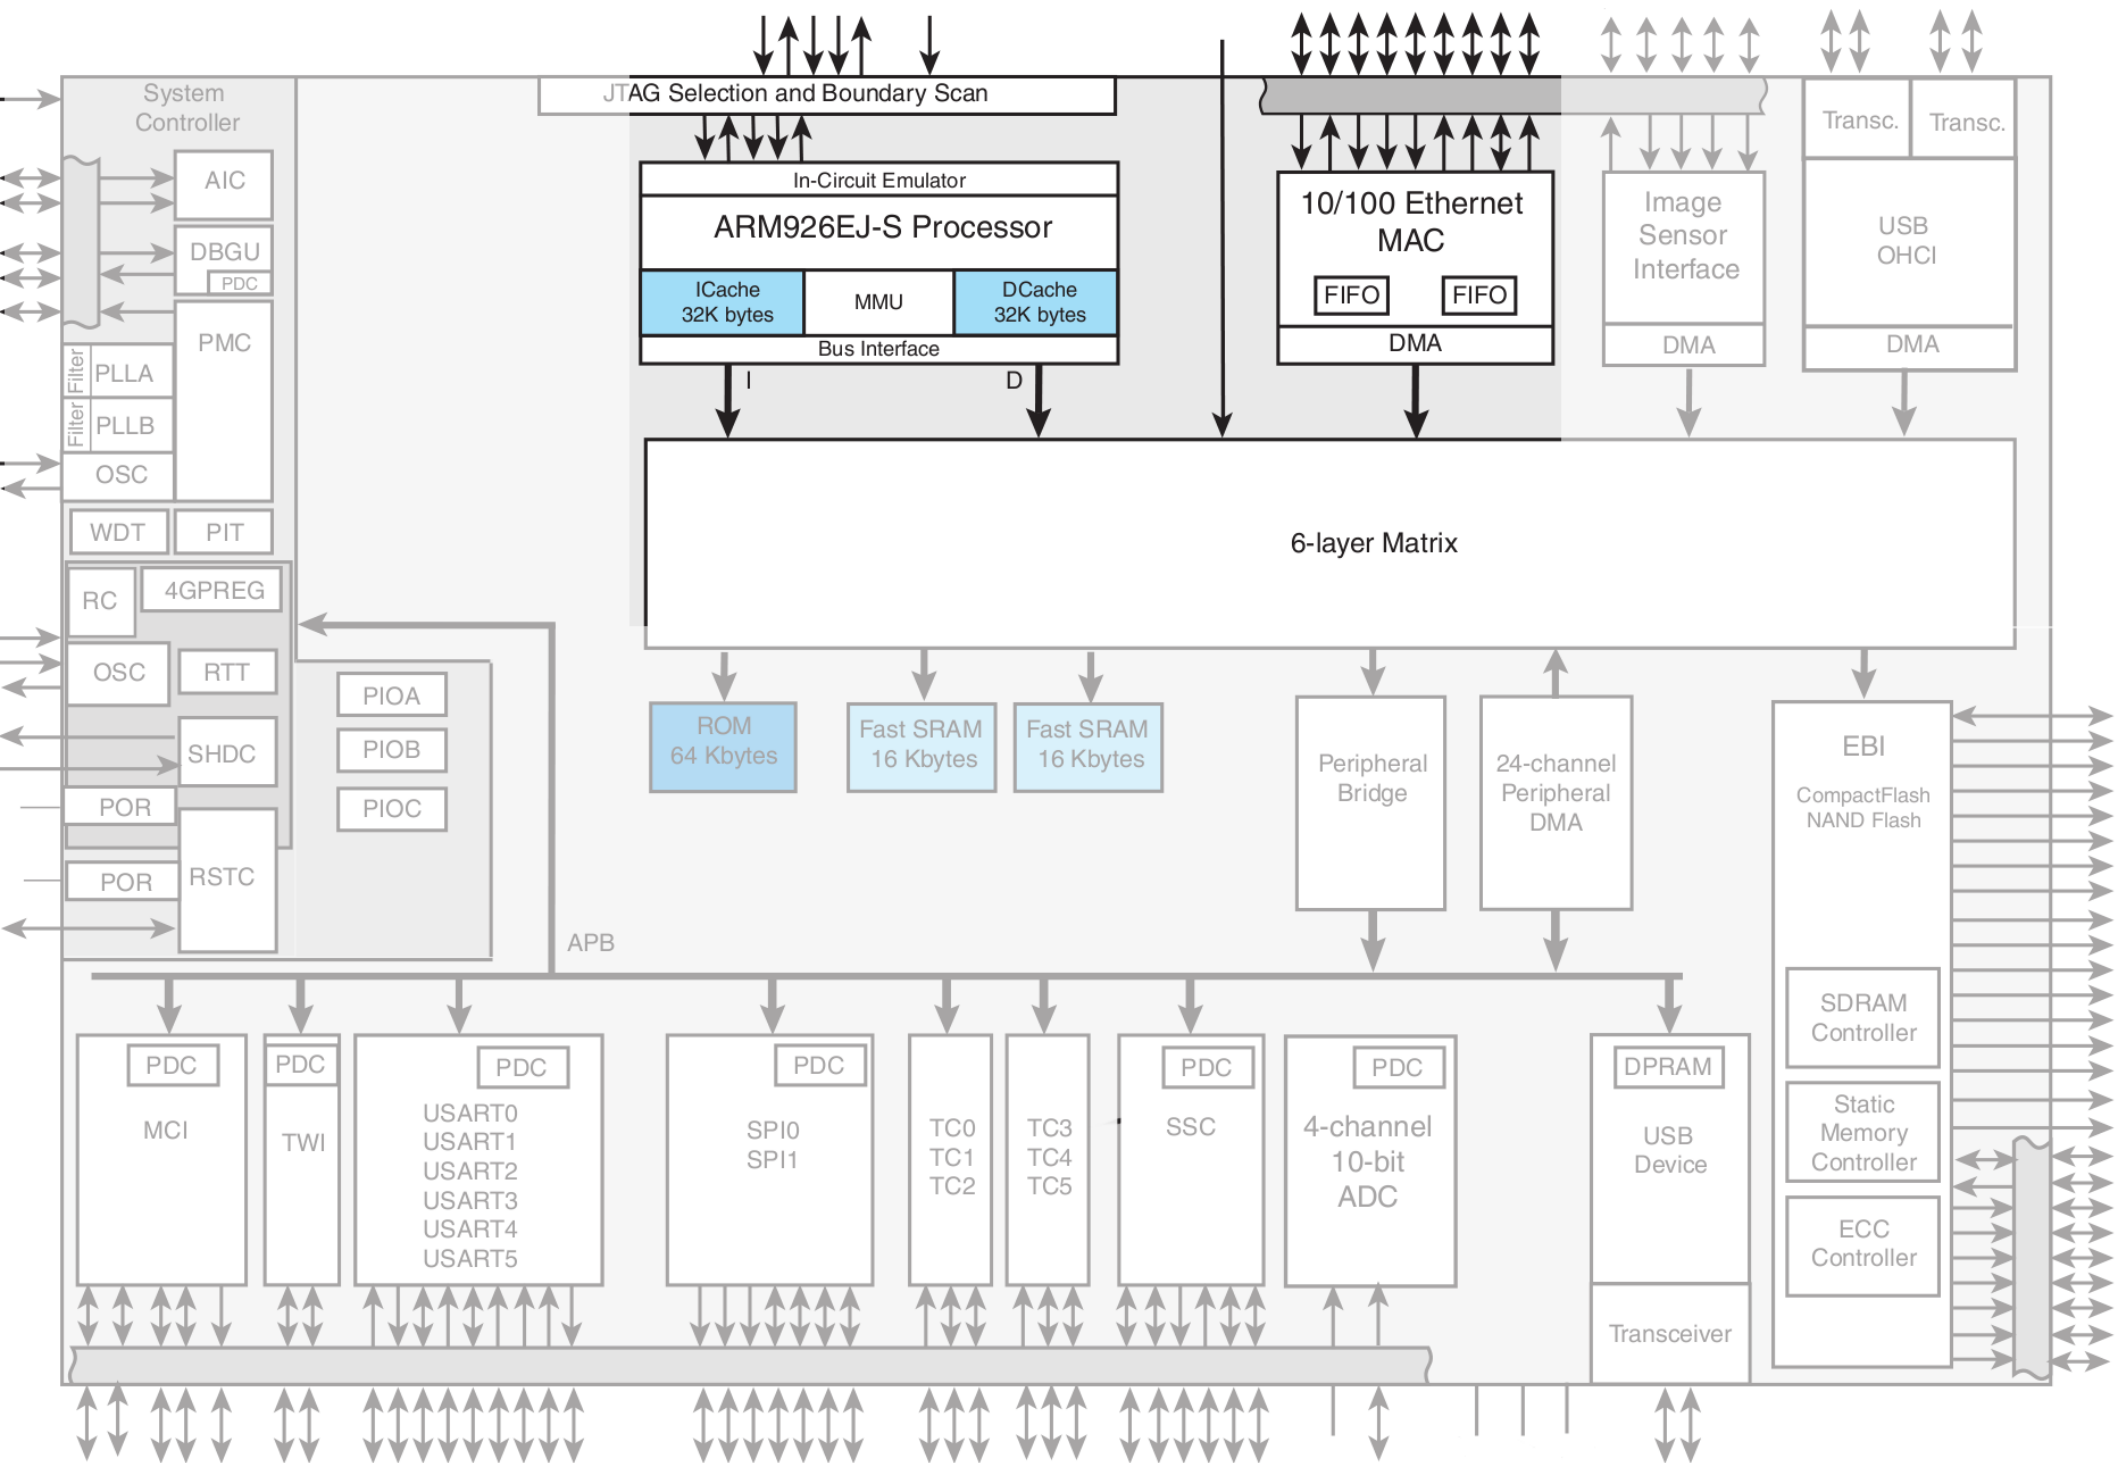 System
Controller
AIC
DBGU
PDC
PMC
Filter
PLLA
Filter
PLLB
OSC
WDT
PIT
RC
4GPREG
OSC
RTT
SHDC
POR
POR
RSTC
PIOA
PIOB
PIOC
JTAG Selection and Boundary Scan
In-Circuit Emulator
ARM926EJ-S Processor
ICache
32K bytes
MMU
DCache
32K bytes
Bus Interface
I
D
10/100 Ethernet
MAC
FIFO
FIFO
DMA
Image
Sensor
Interface
DMA
Transc.
Transc.
USB
OHCI
DMA
6-layer Matrix
ROM
64 Kbytes
Fast SRAM
16 Kbytes
Fast SRAM
16 Kbytes
Peripheral
Bridge
24-channel
Peripheral
DMA
EBI
CompactFlash
NAND Flash
SDRAM
Controller
Static
Memory
Controller
ECC
Controller
APB
PDC
MCI
PDC
TWI
PDC
USART0
USART1
USART2
USART3
USART4
USART5
PDC
SPI0
SPI1
TC0
TC1
TC2
TC3
TC4
TC5
PDC
SSC
PDC
4-channel
10-bit
ADC
DPRAM
USB
Device
Transceiver